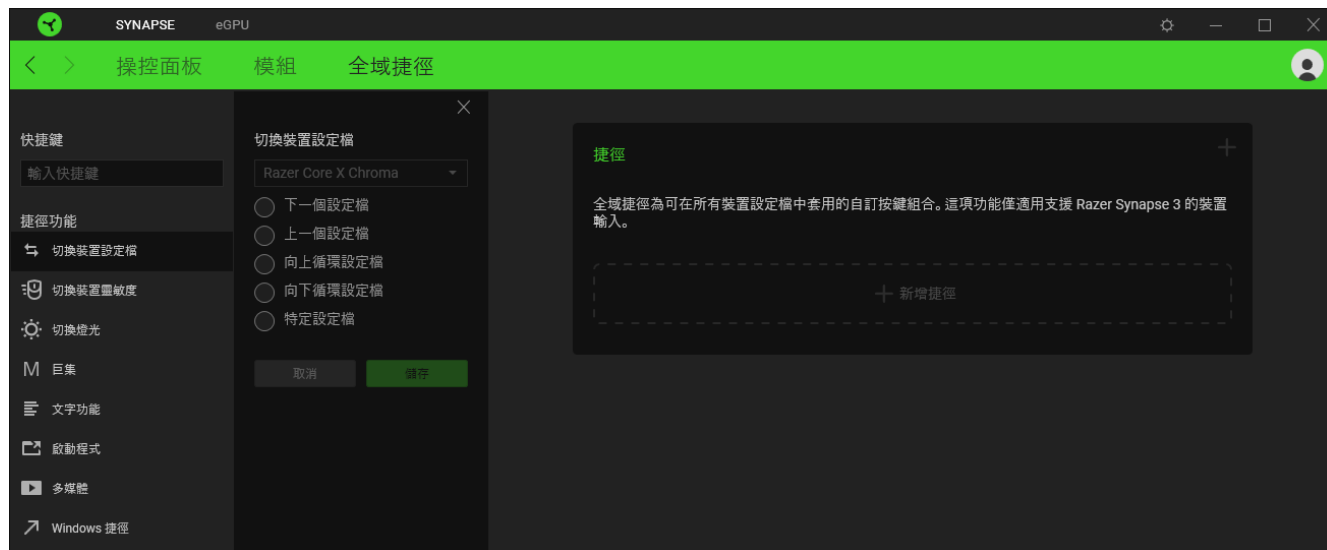 SYNAPSE eGPU
操控面板 模組 全域捷徑
快捷鍵
輸入快捷鍵
捷徑功能
切換裝置設定檔
切換裝置靈敏度
切換燈光
M 巨集
文字功能
啟動程式
多媒體
Windows 捷徑
切換裝置設定檔
Razer Core X Chroma
下一個設定檔
上一個設定檔
向上循環設定檔
向下循環設定檔
特定設定檔
取消 儲存
捷徑
全域捷徑為可在所有裝置設定檔中套用的自訂按鍵組合。這項功能僅適用支援 Razer Synapse 3 的裝置
輸入。
新增捷徑